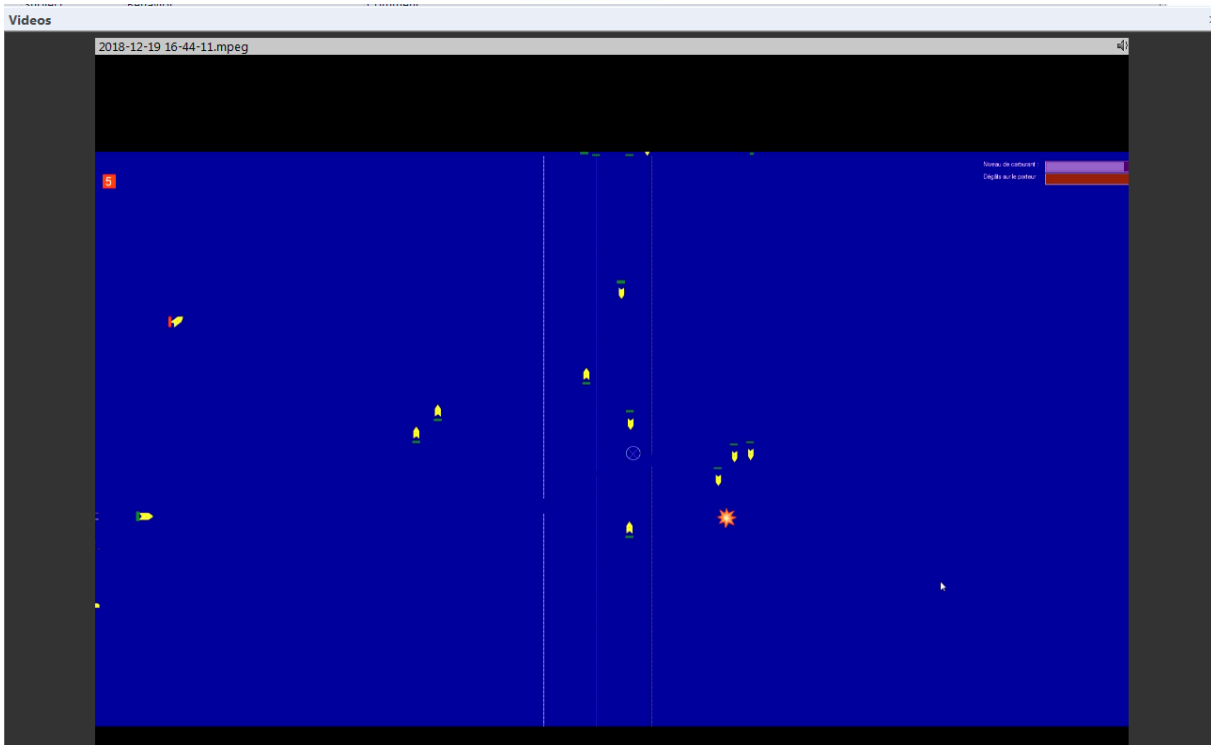 Videos
2018-12-19 16-44-11.mpeg
5
Niveau de carburant :
Dégâts sur le porteur